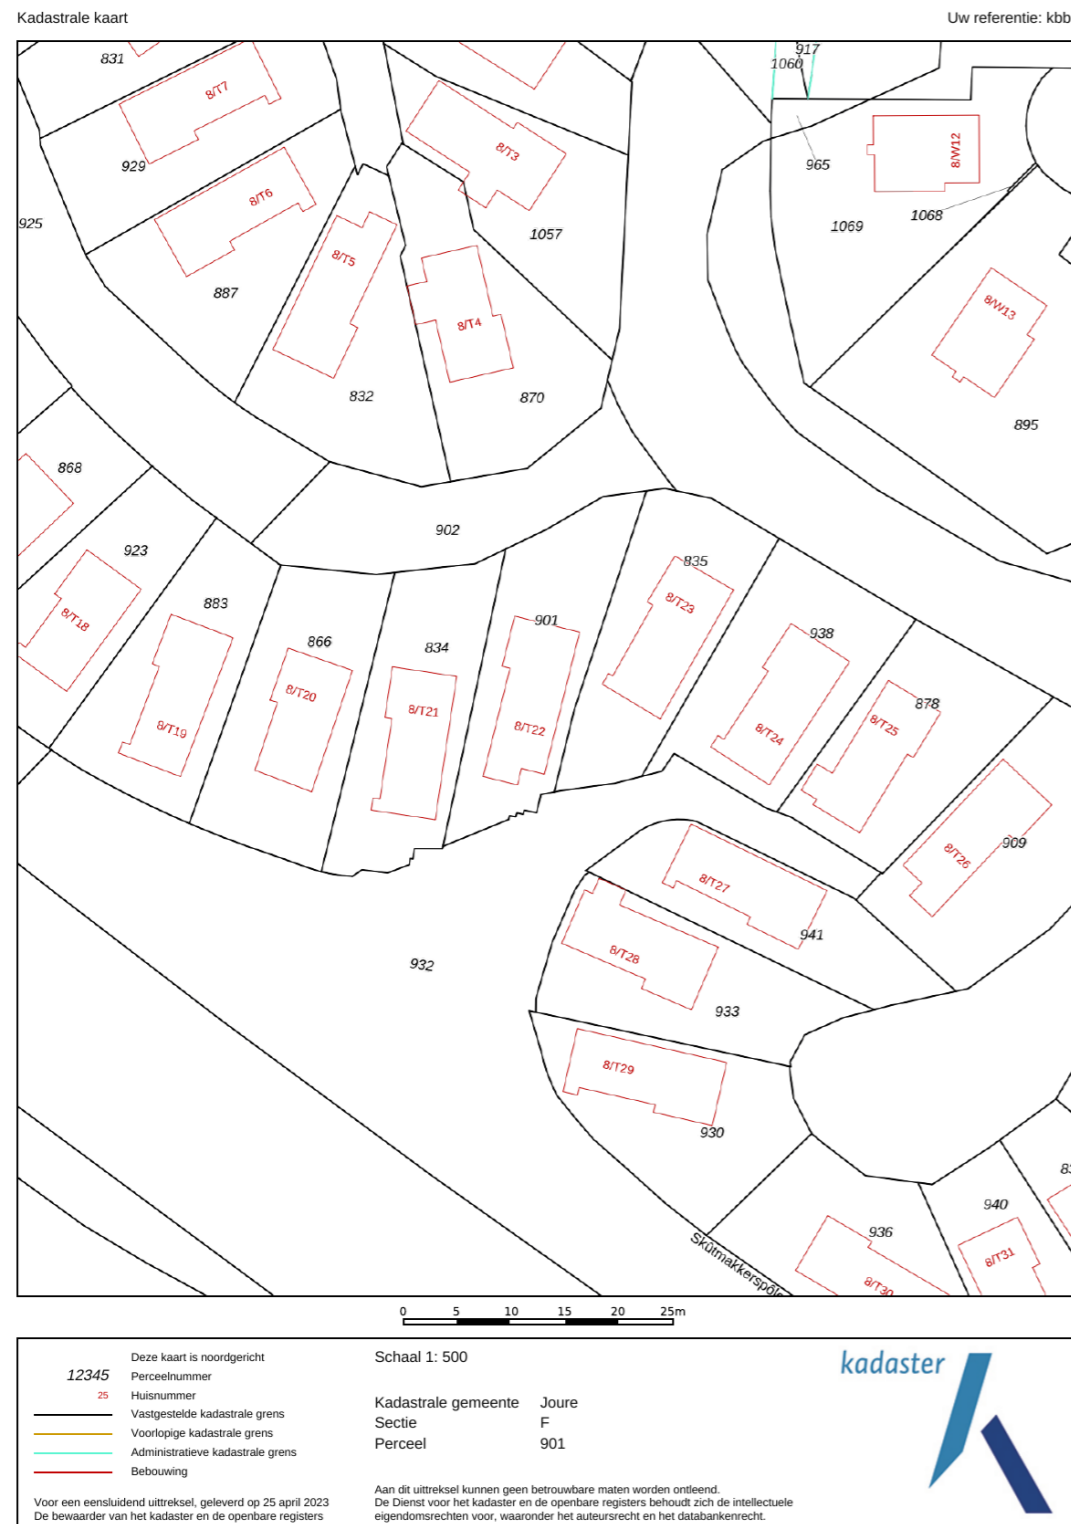 Kadastrale kaart
Uw referentie: kbb
831
917
1060
8/T7
8/T3
8/W12
929
965
8/T6
1068
925
1057
1069
8/T5
887
8/W13
8/T4
832
870
895
868
902
923
835
883
8/T23
8/T18
901
938
866
834
8/T20
878
8/T21
8/T19
8/T22
8/T24
8/T25
909
8/T26
8/T27
941
8/T28
932
933
8/T29
930
940
936
Skûtmakkerspôle
8/T31
8/T30
0 5 10 15 20 25m
Deze kaart is noordgericht
12345 Perceelnummer
25 Huisnummer
Vastgestelde kadastrale grens
Voorlopige kadastrale grens
Administratieve kadastrale grens
Bebouwing
Voor een eensluidend uittreksel, geleverd op 25 april 2023
De bewaarder van het kadaster en de openbare registers
Schaal 1: 500
Kadastrale gemeente Joure
Sectie F
Perceel 901
Aan dit uittreksel kunnen geen betrouwbare maten worden ontleend.
De Dienst voor het kadaster en de openbare registers behoudt zich de intellectuele
eigendomsrechten voor, waaronder het auteursrecht en het databankenrecht.
kadaster